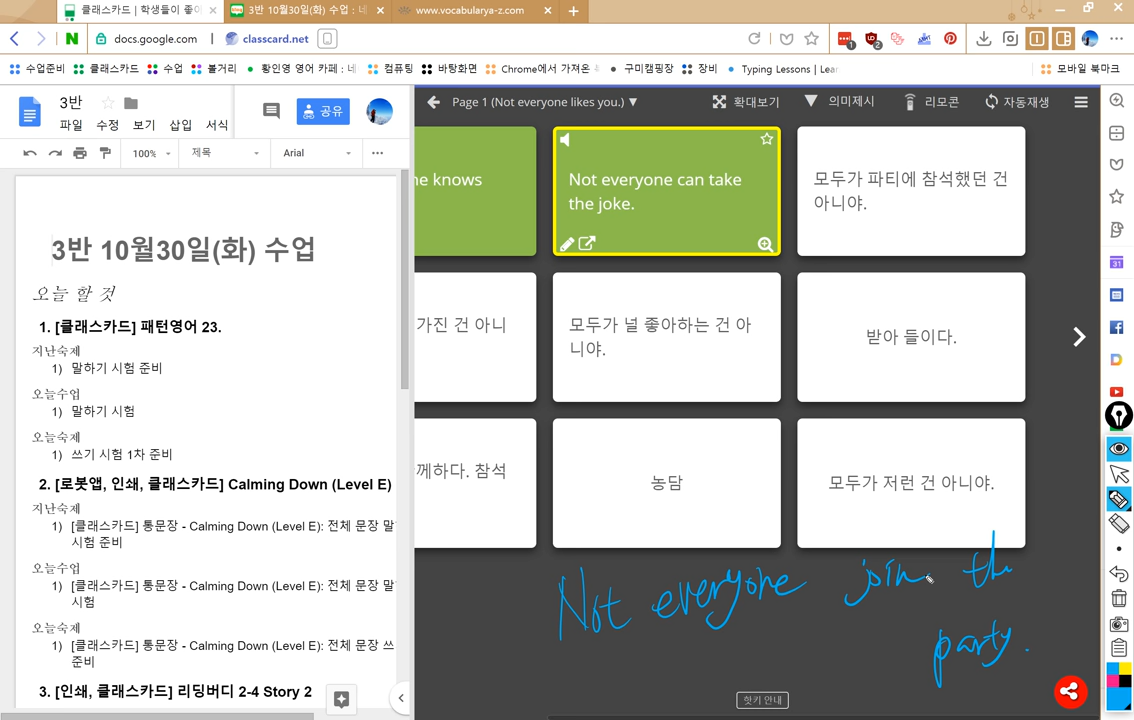 클래스카드 | 학생들이 좋아
3반 10월30일(화) 수업 : 네
www.vocabularya-z.com
docs.google.com
classcard.net
수업준비
클래스카드
수업
볼거리
황인영 영어 카페 : 네
컴퓨팅
바탕화면
Chrome에서 가져온
구미캠핑장
장비
Typing Lessons | Lear
모바일 북마크
3반
파일 수정 보기 삽입 서식
공유
100% 제목 Arial
3반 10월30일(화) 수업
오늘 할 것
1. [클래스카드] 패턴영어 23.
지난숙제
1) 말하기 시험 준비
오늘수업
1) 말하기 시험
오늘숙제
1) 쓰기 시험 1차 준비
2. [로봇앱, 인쇄, 클래스카드] Calming Down (Level E)
지난숙제
1) [클래스카드] 통문장 - Calming Down (Level E): 전체 문장 말
시험 준비
오늘수업
1) [클래스카드] 통문장 - Calming Down (Level E): 전체 문장 말
시험
오늘숙제
1) [클래스카드] 통문장 - Calming Down (Level E): 전체 문장 쓰
준비
3. [인쇄, 클래스카드] 리딩버디 2-4 Story 2
Page 1 (Not everyone likes you.)
확대보기
의미제시
리모콘
자동재생
ne knows
Not everyone can take
the joke.
모두가 파티에 참석했던 건
아니야.
가진 건 아니
모두가 널 좋아하는 건 아
니야.
받아 들이다.
께하다. 참석
농담
모두가 저런 건 아니야.
Not everyone join the
party.
핫키 안내
31
1
2